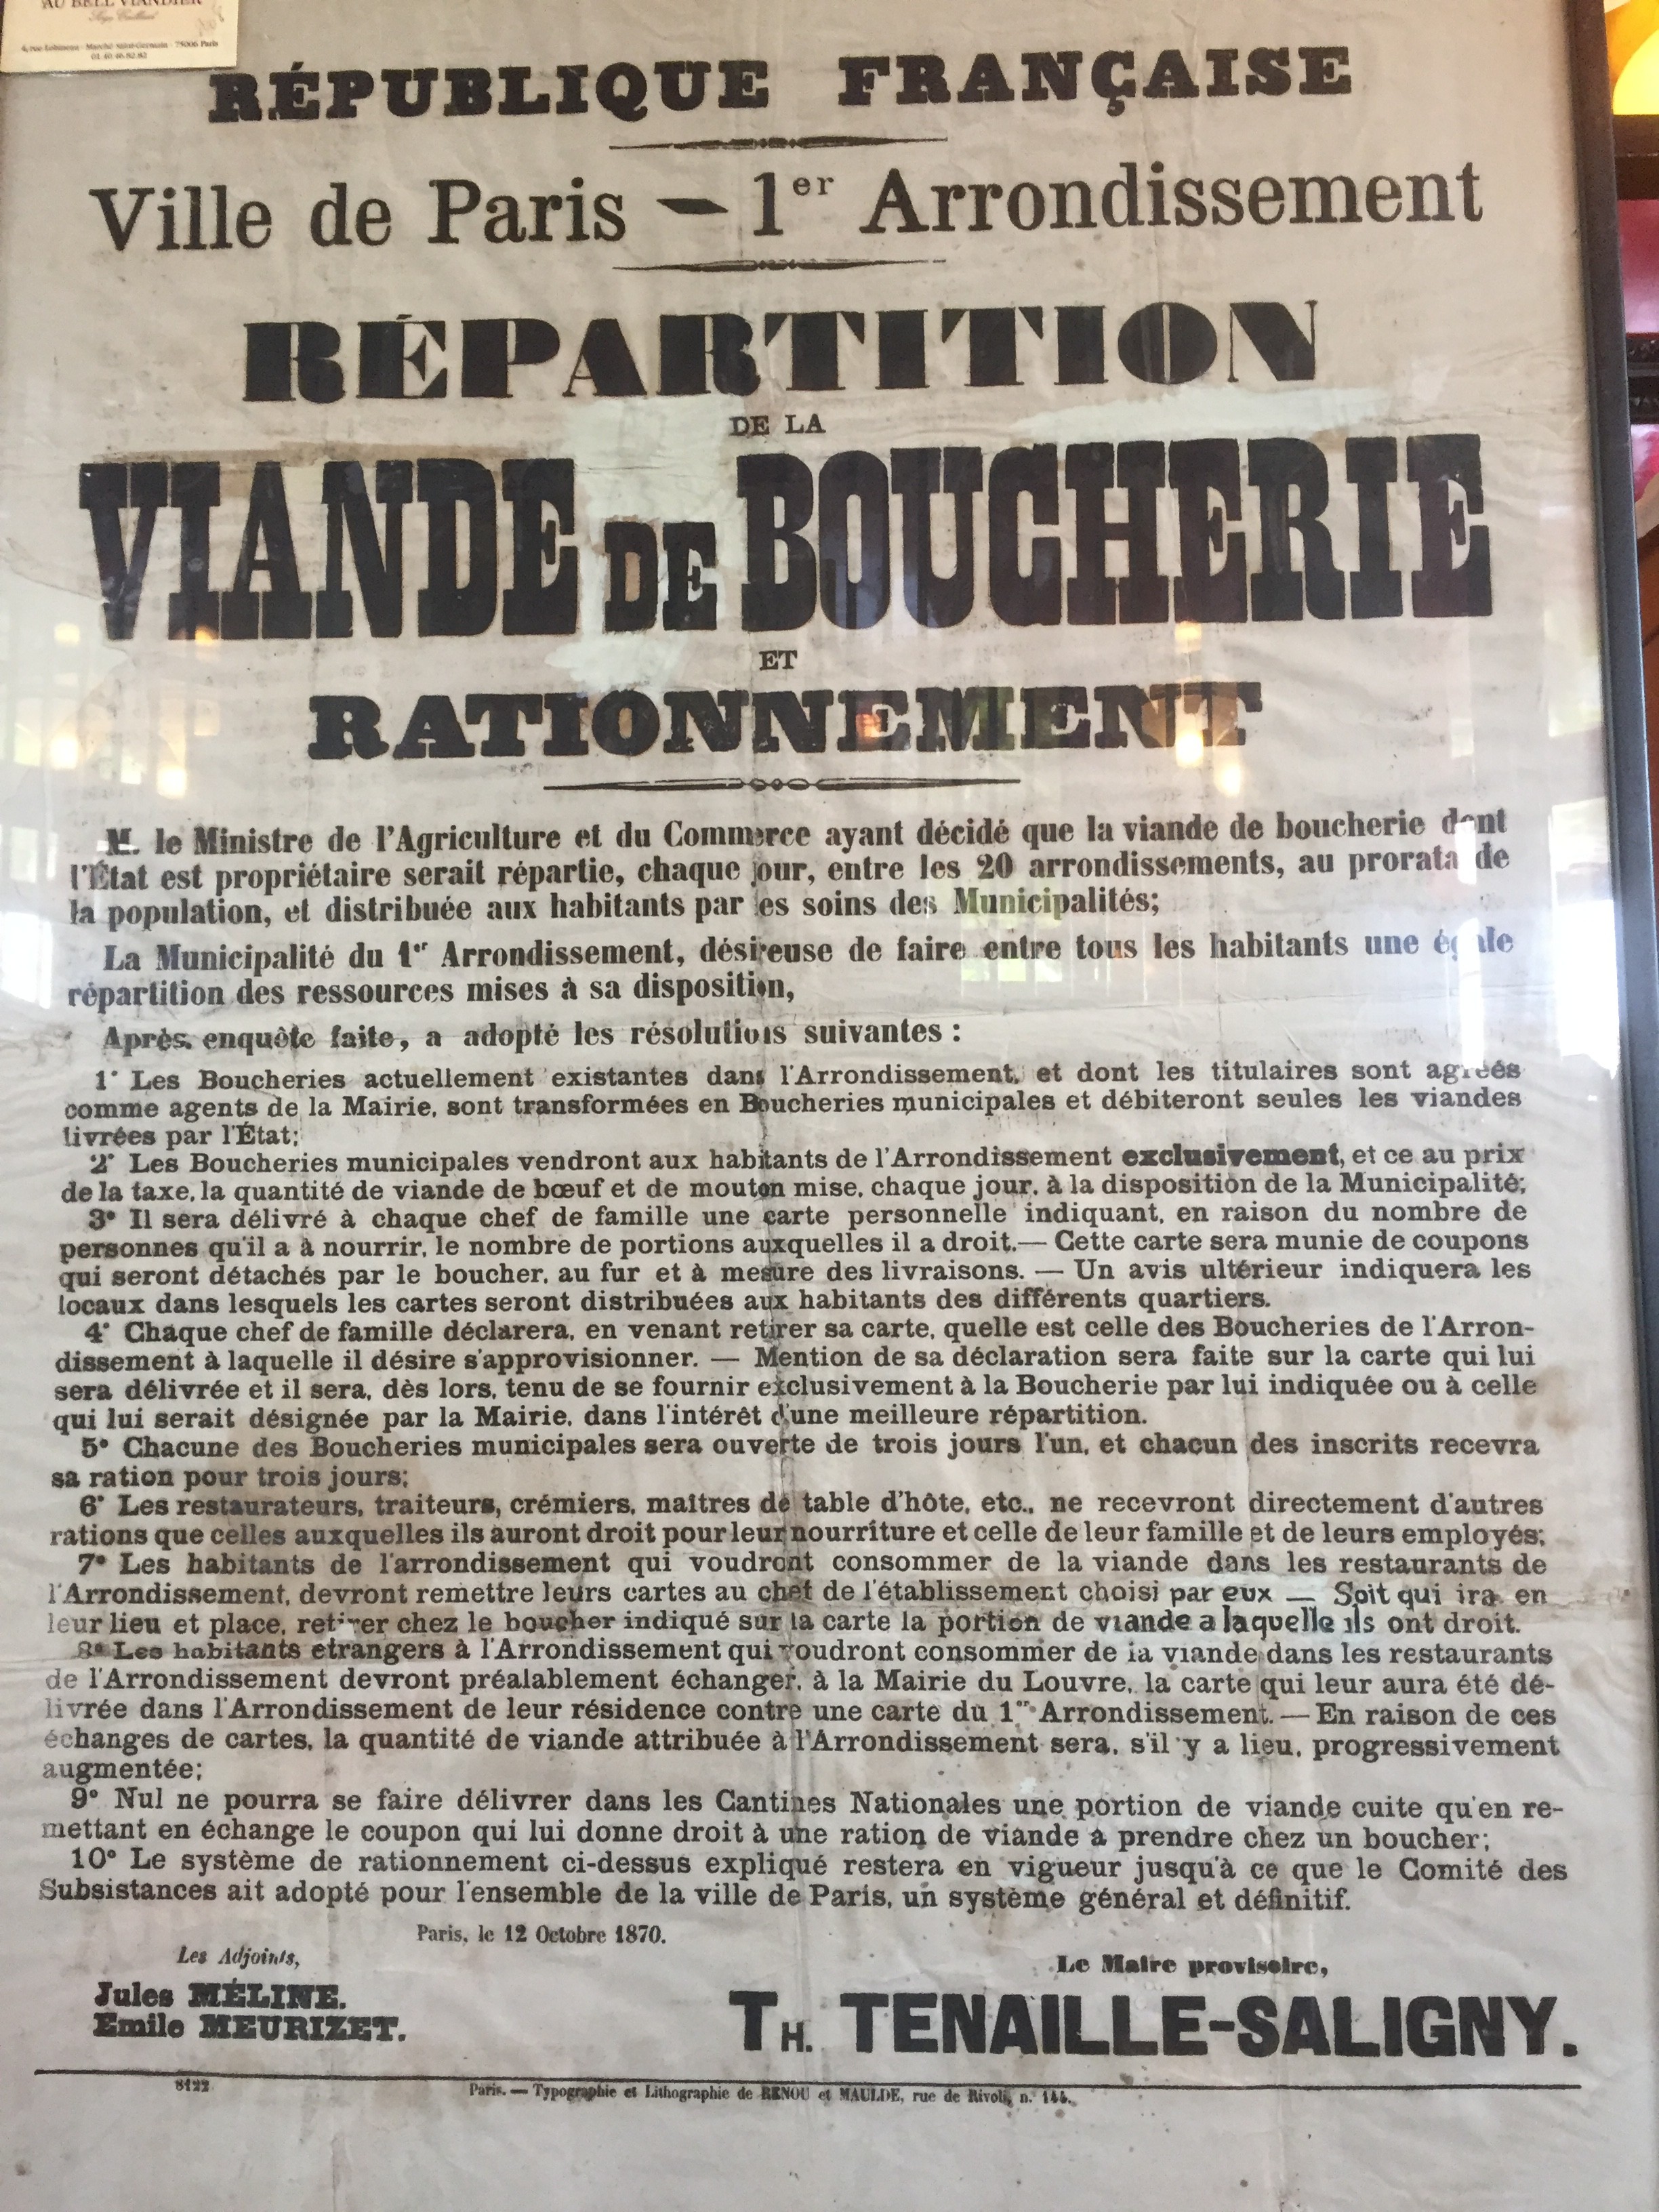 AU BELL VIANDIER
Serge Caillaud
4, rue Lobineau - Marché Saint-Germain - 75006 Paris
01.40.46.82.82
RÉPUBLIQUE FRANÇAISE
Ville de Paris — 1er Arrondissement
RÉPARTITION
DE LA
VIANDE DE BOUCHERIE
ET
RATIONNEMENT
M. le Ministre de l'Agriculture et du Commerce ayant décidé que la viande de boucherie dont
l'État est propriétaire serait répartie, chaque jour, entre les 20 arrondissements, au prorata de
la population, et distribuée aux habitants par les soins des Municipalités;
La Municipalité du 1er Arrondissement, désireuse de faire entre tous les habitants une égale
répartition des ressources mises à sa disposition,
Après enquête faite, a adopté les résolutions suivantes :
1° Les Boucheries actuellement existantes dans l'Arrondissement, et dont les titulaires sont agréés
comme agents de la Mairie, sont transformées en Boucheries municipales et débiteront seules les viandes
livrées par l'État;
2° Les Boucheries municipales vendront aux habitants de l'Arrondissement exclusivement, et ce au prix
de la taxe, la quantité de viande de bœuf et de mouton mise, chaque jour, à la disposition de la Municipalité;
3° Il sera délivré à chaque chef de famille une carte personnelle indiquant, en raison du nombre de
personnes qu'il a à nourrir, le nombre de portions auxquelles il a droit.— Cette carte sera munie de coupons
qui seront détachés par le boucher, au fur et à mesure des livraisons. — Un avis ultérieur indiquera les
locaux dans lesquels les cartes seront distribuées aux habitants des différents quartiers.
4° Chaque chef de famille déclarera, en venant retirer sa carte, quelle est celle des Boucheries de l'Arron-
dissement à laquelle il désire s'approvisionner. — Mention de sa déclaration sera faite sur la carte qui lui
sera délivrée et il sera, dès lors, tenu de se fournir exclusivement à la Boucherie par lui indiquée ou à celle
qui lui serait désignée par la Mairie, dans l'intérêt d'une meilleure répartition.
5° Chacune des Boucheries municipales sera ouverte de trois jours l'un, et chacun des inscrits recevra
sa ration pour trois jours;
6° Les restaurateurs, traiteurs, crémiers, maîtres de table d'hôte, etc., ne recevront directement d'autres
rations que celles auxquelles ils auront droit pour leur nourriture et celle de leur famille et de leurs employés;
7° Les habitants de l'arrondissement qui voudront consommer de la viande dans les restaurants de
l'Arrondissement, devront remettre leurs cartes au chef de l'établissement choisi par eux — Soit qui ira en
leur lieu et place, retirer chez le boucher indiqué sur la carte la portion de viande a laquelle ils ont droit.
8° Les habitants etrangers à l'Arrondissement qui voudront consommer de la viande dans les restaurants
de l'Arrondissement devront préalablement échanger, à la Mairie du Louvre, la carte qui leur aura été dé-
livrée dans l'Arrondissement de leur résidence contre une carte du 1er Arrondissement. — En raison de ces
échanges de cartes, la quantité de viande attribuée à l'Arrondissement sera, s'il y a lieu, progressivement
augmentée;
9° Nul ne pourra se faire délivrer dans les Cantines Nationales une portion de viande cuite qu'en re-
mettant en échange le coupon qui lui donne droit à une ration de viande a prendre chez un boucher;
10° Le système de rationnement ci-dessus expliqué restera en vigueur jusqu'à ce que le Comité des
Subsistances ait adopté pour l'ensemble de la ville de Paris, un système général et définitif.
Paris, le 12 Octobre 1870.
Les Adjoints,
Jules MÉLINE.
Emile MEURIZET.
Le Maire provisoire,
TH. TENAILLE-SALIGNY.
8122
Paris. — Typographie et Lithographie de RENOU et MAULDE, rue de Rivoli, n. 144.